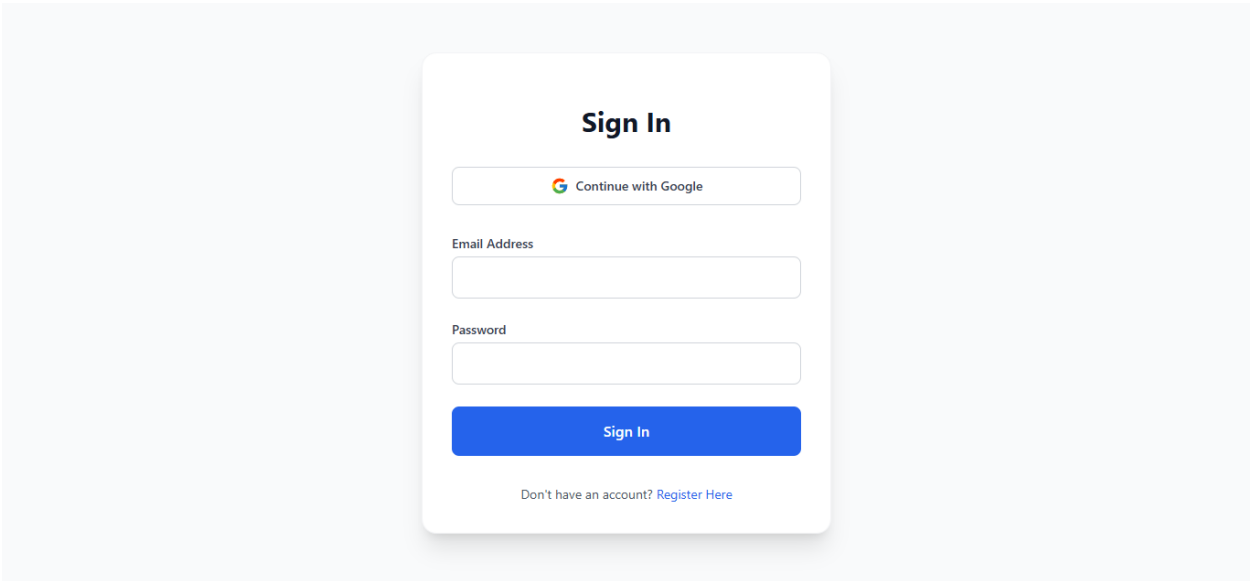 Sign In
Continue with Google
Email Address
Password
Sign In
Don't have an account? Register Here